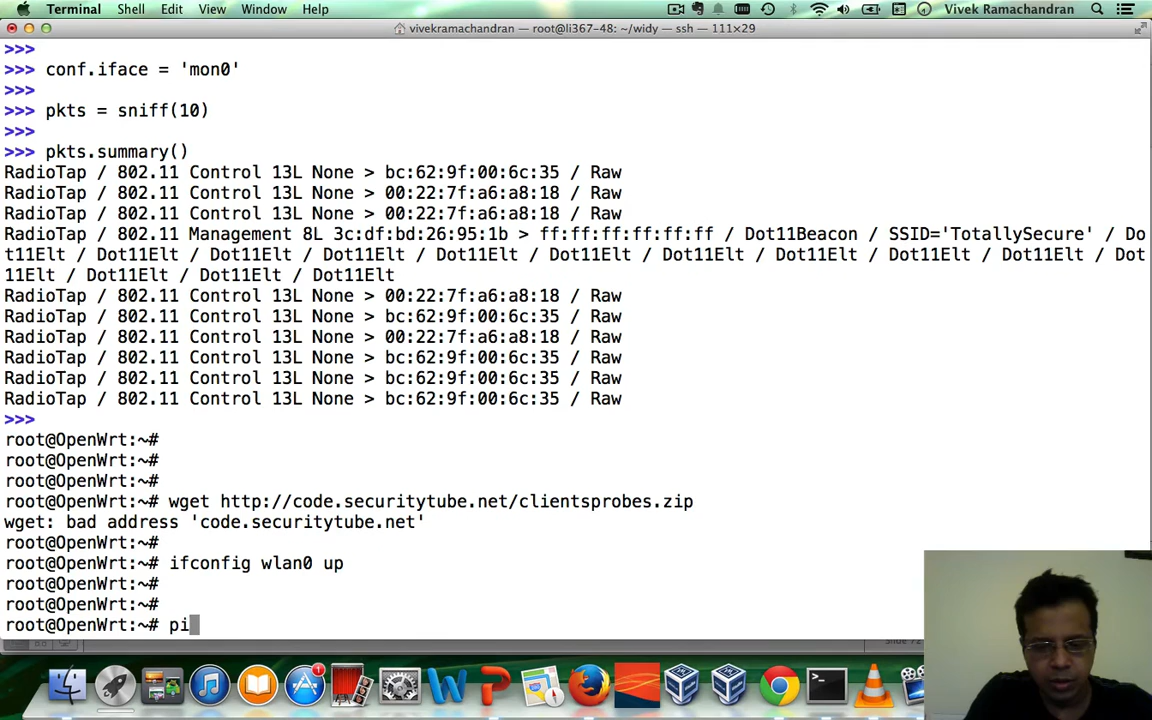 Terminal Shell Edit View Window Help Vivek Ramachandran
vivekramachandran — root@li367-48: ~/widy — ssh — 111×29
>>>
>>> conf.iface = 'mon0'
>>>
>>> pkts = sniff(10)
>>>
>>> pkts.summary()
RadioTap / 802.11 Control 13L None > bc:62:9f:00:6c:35 / Raw
RadioTap / 802.11 Control 13L None > 00:22:7f:a6:a8:18 / Raw
RadioTap / 802.11 Control 13L None > 00:22:7f:a6:a8:18 / Raw
RadioTap / 802.11 Management 8L 3c:df:bd:26:95:1b > ff:ff:ff:ff:ff:ff / Dot11Beacon / SSID='TotallySecure' / Do
t11Elt / Dot11Elt / Dot11Elt / Dot11Elt / Dot11Elt / Dot11Elt / Dot11Elt / Dot11Elt / Dot11Elt / Dot11Elt / Dot
11Elt / Dot11Elt / Dot11Elt / Dot11Elt
RadioTap / 802.11 Control 13L None > 00:22:7f:a6:a8:18 / Raw
RadioTap / 802.11 Control 13L None > bc:62:9f:00:6c:35 / Raw
RadioTap / 802.11 Control 13L None > 00:22:7f:a6:a8:18 / Raw
RadioTap / 802.11 Control 13L None > bc:62:9f:00:6c:35 / Raw
RadioTap / 802.11 Control 13L None > bc:62:9f:00:6c:35 / Raw
RadioTap / 802.11 Control 13L None > bc:62:9f:00:6c:35 / Raw
>>>
root@OpenWrt:~#
root@OpenWrt:~#
root@OpenWrt:~#
root@OpenWrt:~# wget http://code.securitytube.net/clientsprobes.zip
wget: bad address 'code.securitytube.net'
root@OpenWrt:~#
root@OpenWrt:~# ifconfig wlan0 up
root@OpenWrt:~#
root@OpenWrt:~#
root@OpenWrt:~# pi